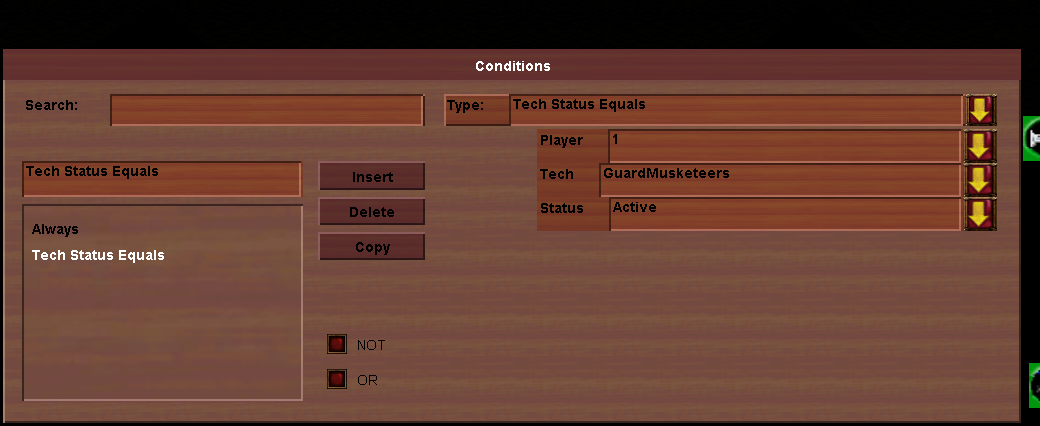 Conditions
Search:
Type: Tech Status Equals
Player 1
Tech Status Equals
Insert
Tech GuardMusketeers
Delete
Status Active
Always
Tech Status Equals
Copy
NOT
OR